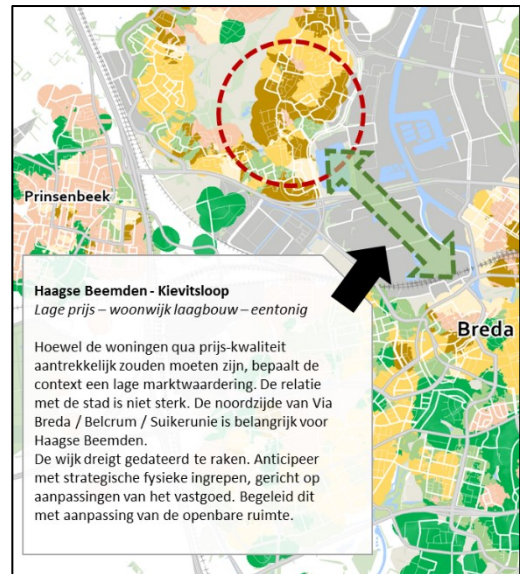 Prinsenbeek
Breda
Haagse Beemden - Kievitsloop
Lage prijs – woonwijk laagbouw – eentonig
Hoewel de woningen qua prijs-kwaliteit
aantrekkelijk zouden moeten zijn, bepaalt de
context een lage marktwaardering. De relatie
met de stad is niet sterk. De noordzijde van Via
Breda / Belcrum / Suikerunie is belangrijk voor
Haagse Beemden.
De wijk dreigt gedateerd te raken. Anticipeer
met strategische fysieke ingrepen, gericht op
aanpassingen van het vastgoed. Begeleid dit
met aanpassing van de openbare ruimte.